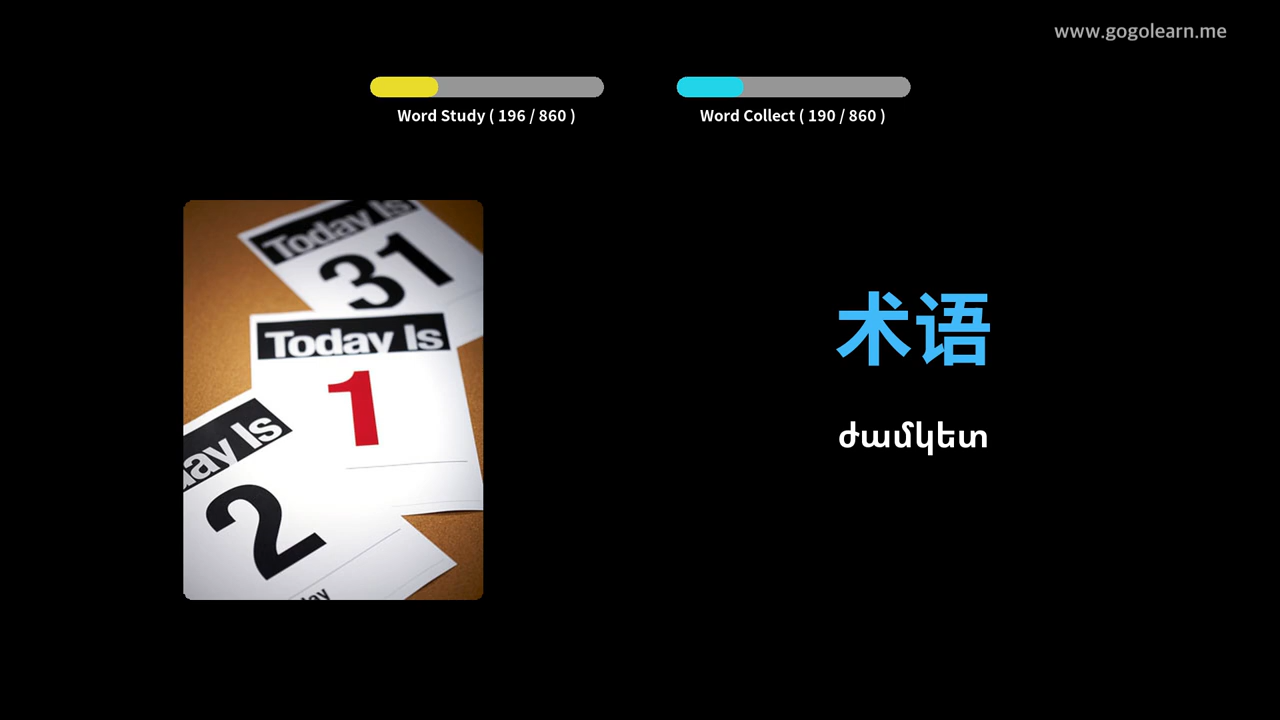 www.gogolearn.me
Word Study ( 196 / 860 )
Word Collect ( 190 / 860 )
Today Is
31
Today Is
1
ay Is
2
术语
ժամկետ